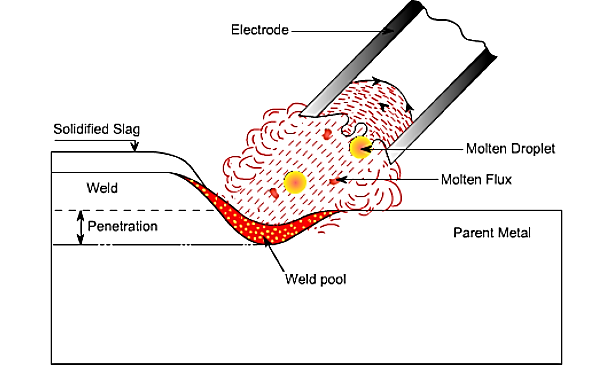 Electrode
Solidified Slag
Molten Droplet
Molten Flux
Weld
Penetration
Parent Metal
Weld pool